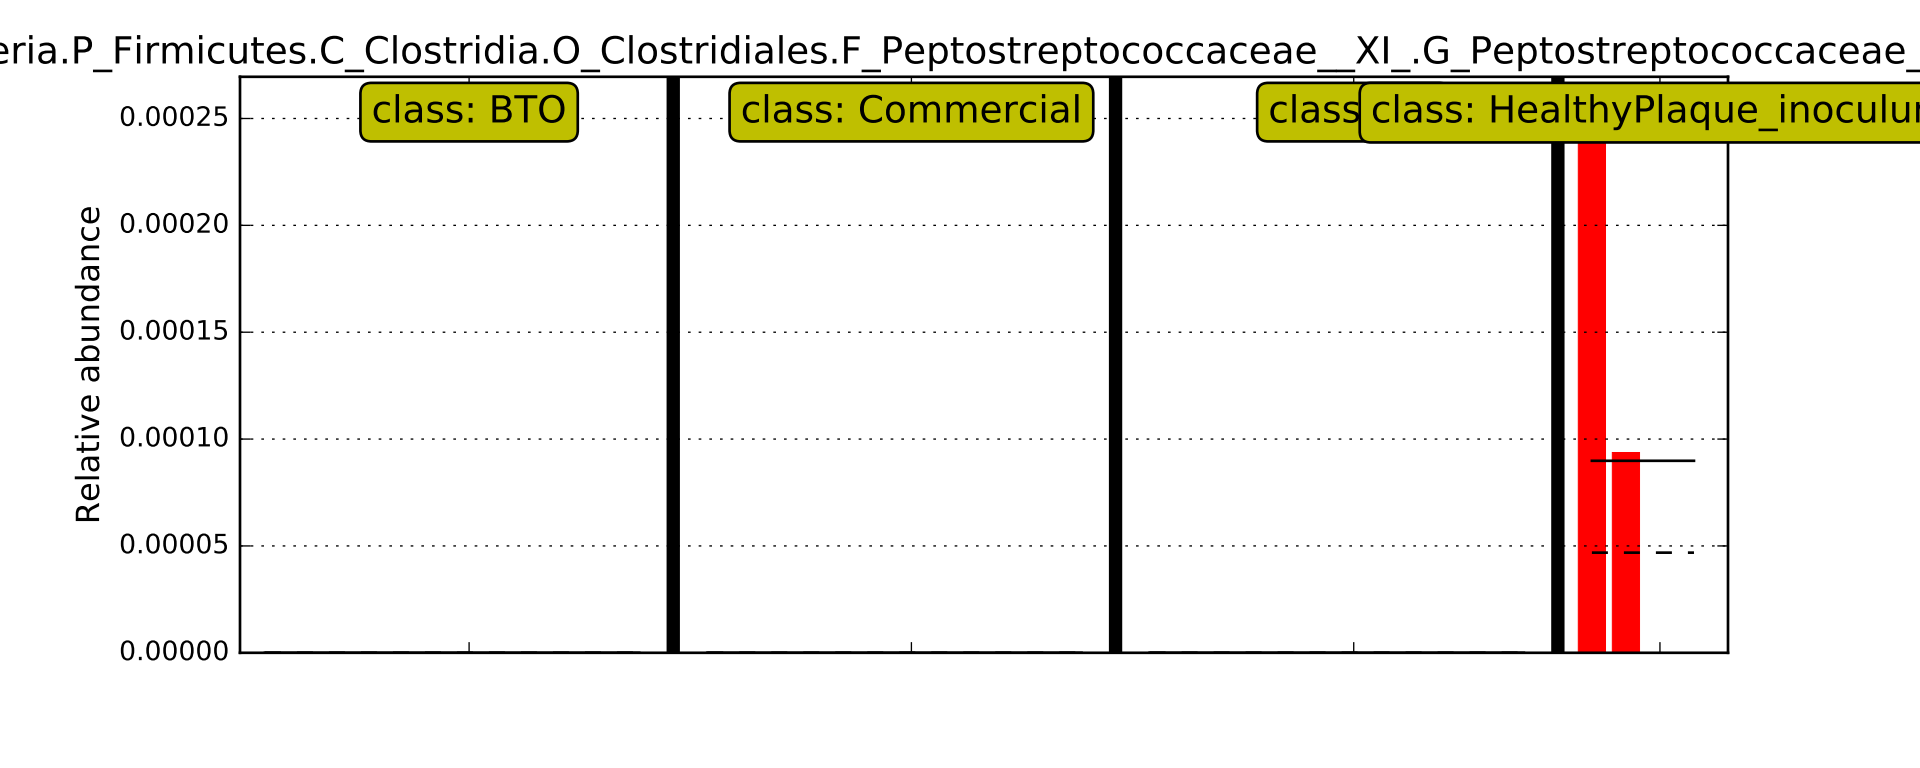 eria.P_Firmicutes.C_Clostridia.O_Clostridiales.F_Peptostreptococcaceae__XI_.G_Peptostreptococcaceae_
class: BTO
class: Commercial
class
class: HealthyPlaque_inoculu
0.00025
0.00020
0.00015
0.00010
0.00005
0.00000
Relative abundance